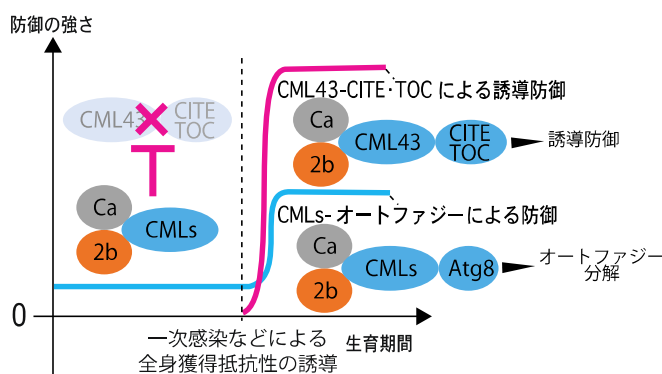 防御の強さ
CML43
CITE
TOC
Ca
2b
CMLs
CML43-CITE・TOCによる誘導防御
Ca
2b
CML43
CITE
TOC
誘導防御
CMLs-オートファジーによる防御
Ca
2b
CMLs
Atg8
オートファジー
分解
0
一次感染などによる
全身獲得抵抗性の誘導
生育期間